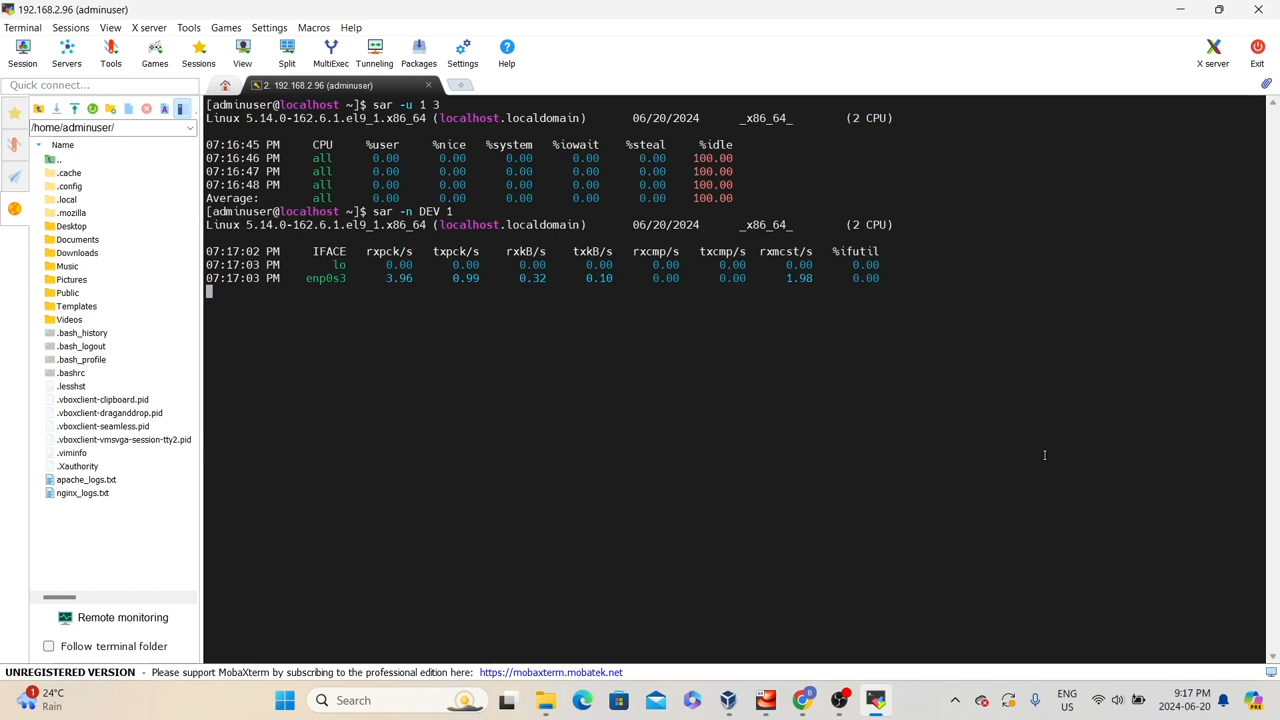 192.168.2.96 (adminuser)
Terminal Sessions View X server Tools Games Settings Macros Help
Session Servers Tools Games Sessions View Split MultiExec Tunneling Packages Settings Help X server Exit
Quick connect...
2. 192.168.2.96 (adminuser)
/home/adminuser/
Name
..
.cache
.config
.local
.mozilla
Desktop
Documents
Downloads
Music
Pictures
Public
Templates
Videos
.bash_history
.bash_logout
.bash_profile
.bashrc
.lesshst
.vboxclient-clipboard.pid
.vboxclient-draganddrop.pid
.vboxclient-seamless.pid
.vboxclient-vmsvga-session-tty2.pid
.viminfo
.Xauthority
apache_logs.txt
nginx_logs.txt
Remote monitoring
Follow terminal folder
[adminuser@localhost ~]$ sar -u 1 3
Linux 5.14.0-162.6.1.el9_1.x86_64 (localhost.localdomain) 06/20/2024 _x86_64_ (2 CPU)
07:16:45 PM CPU %user %nice %system %iowait %steal %idle
07:16:46 PM all 0.00 0.00 0.00 0.00 0.00 100.00
07:16:47 PM all 0.00 0.00 0.00 0.00 0.00 100.00
07:16:48 PM all 0.00 0.00 0.00 0.00 0.00 100.00
Average: all 0.00 0.00 0.00 0.00 0.00 100.00
[adminuser@localhost ~]$ sar -n DEV 1
Linux 5.14.0-162.6.1.el9_1.x86_64 (localhost.localdomain) 06/20/2024 _x86_64_ (2 CPU)
07:17:02 PM IFACE rxpck/s txpck/s rxkB/s txkB/s rxcmp/s txcmp/s rxmcst/s %ifutil
07:17:03 PM lo 0.00 0.00 0.00 0.00 0.00 0.00 0.00 0.00
07:17:03 PM enp0s3 3.96 0.99 0.32 0.10 0.00 0.00 1.98 0.00
UNREGISTERED VERSION - Please support MobaXterm by subscribing to the professional edition here: https://mobaxterm.mobatek.net
1
24°C
Rain
Search
ENG
US
9:17 PM
2024-06-20
PRE